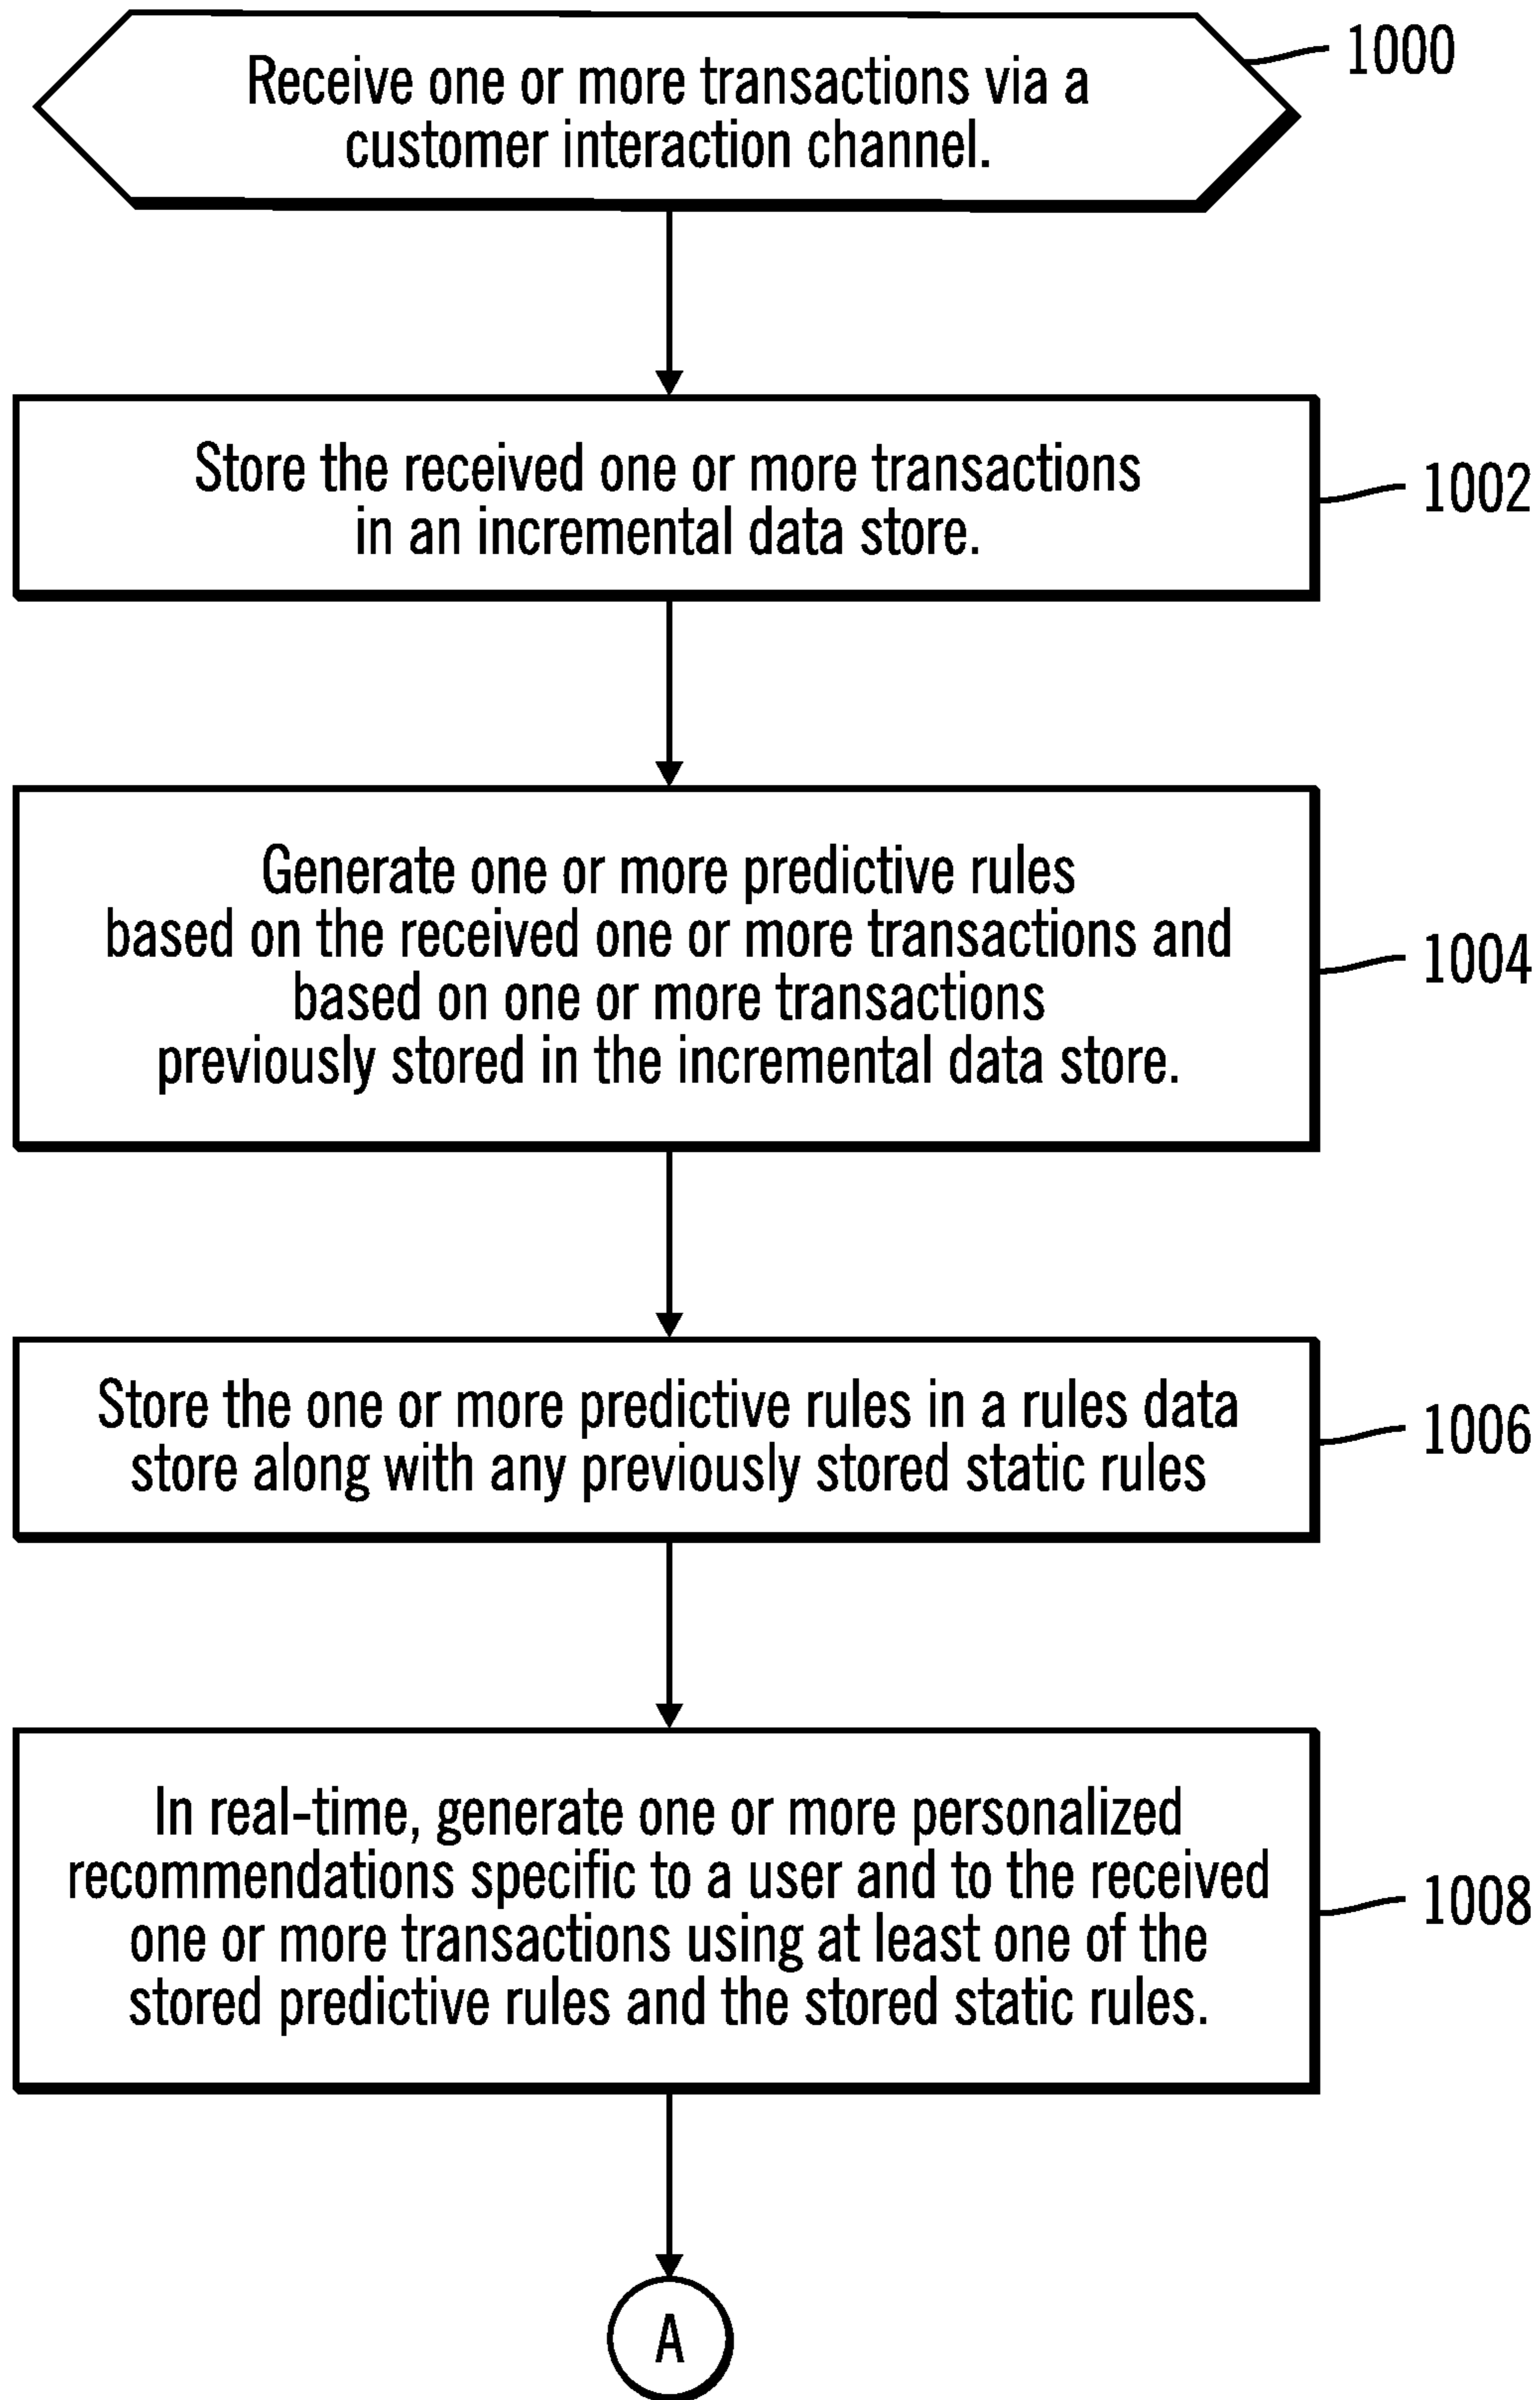 Receive one or more transactions via a
customer interaction channel.
1000
Store the received one or more transactions
in an incremental data store.
1002
Generate one or more predictive rules
based on the received one or more transactions and
based on one or more transactions
previously stored in the incremental data store.
1004
Store the one or more predictive rules in a rules data
store along with any previously stored static rules
1006
In real-time, generate one or more personalized
recommendations specific to a user and to the received
one or more transactions using at least one of the
stored predictive rules and the stored static rules.
1008
A